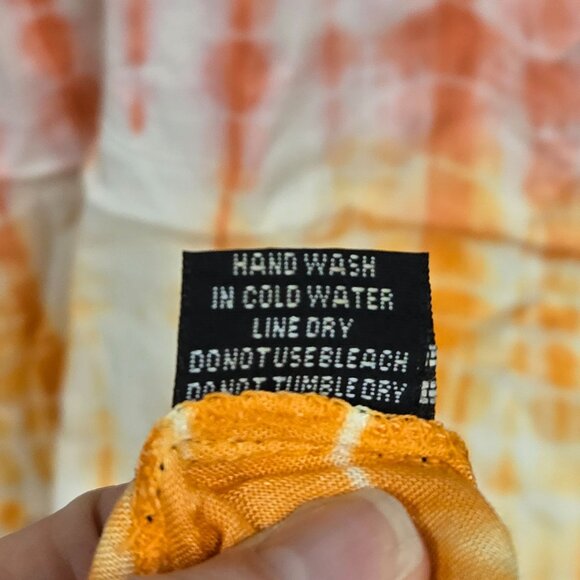 HAND WASH
IN COLD WATER
LINE DRY
DO NOT USE BLEACH
DO NOT TUMBLE DRY